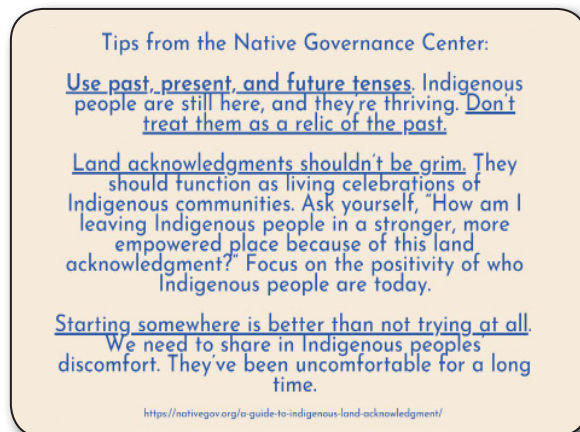 Tips from the Native Governance Center:
Use past, present, and future tenses. Indigenous
people are still here, and they're thriving. Don't
treat them as a relic of the past.
Land acknowledgments shouldn't be grim. They
should function as living celebrations of
Indigenous communities. Ask yourself, "How am I
leaving Indigenous people in a stronger, more
empowered place because of this land
acknowledgment?" Focus on the positivity of who
Indigenous people are today.
Starting somewhere is better than not trying at all.
We need to share in Indigenous peoples'
discomfort. They've been uncomfortable for a long
time.
https://nativegov.org/a-guide-to-indigenous-land-acknowledgment/